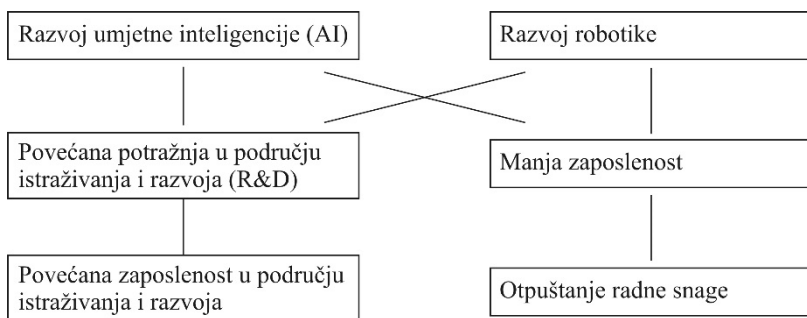 Razvoj umjetne inteligencije (AI)
Razvoj robotike
Povećana potražnja u području
istraživanja i razvoja (R&D)
Manja zaposlenost
Povećana zaposlenost u području
istraživanja i razvoja
Otpuštanje radne snage